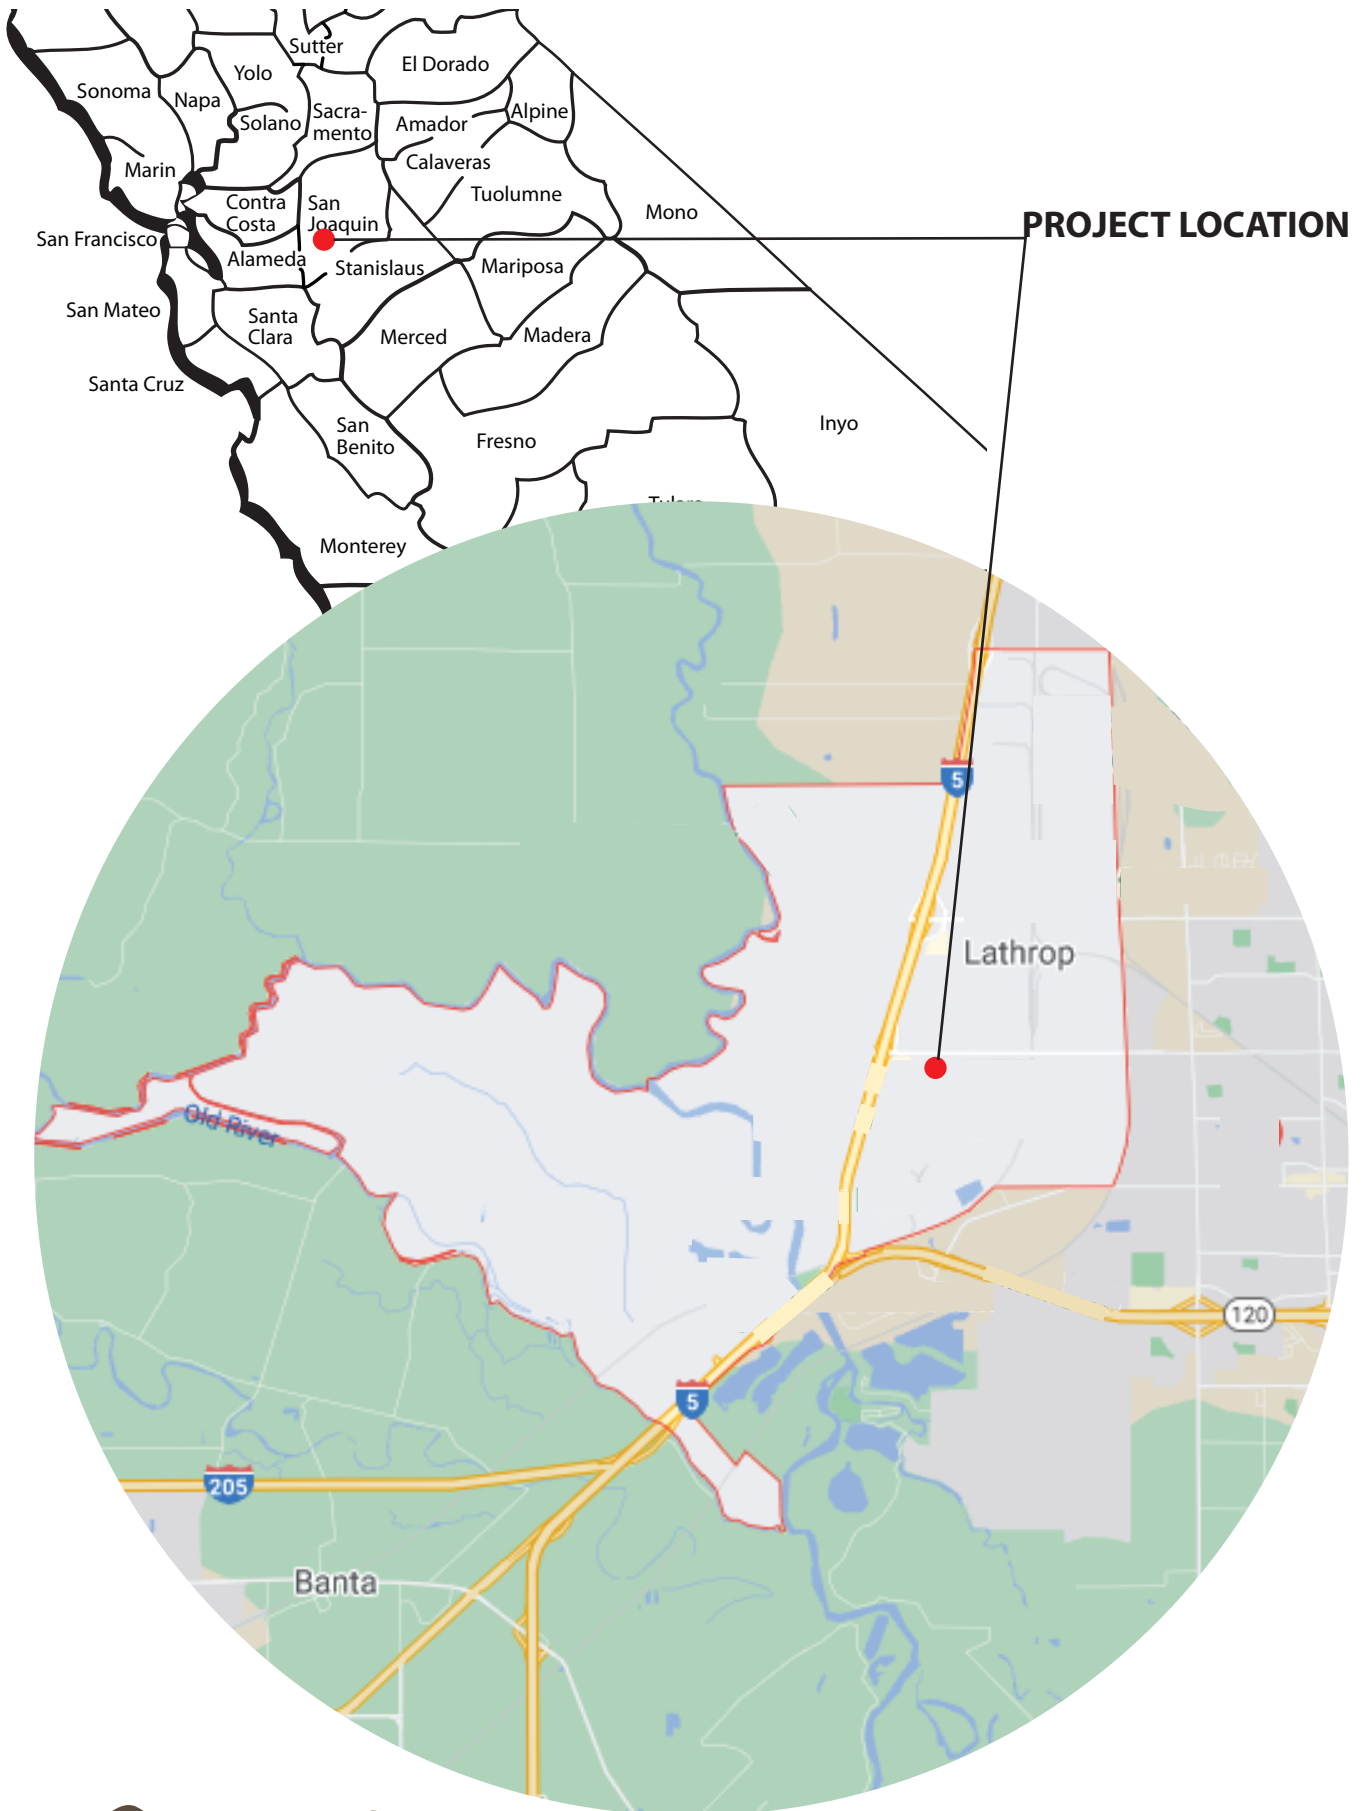 Sutter
El Dorado
Yolo
Sonoma
Napa
Sacra-
mento
Alpine
Solano
Amador
Calaveras
Marin
Tuolumne
Contra
Costa
San
Joaquin
Mono
PROJECT LOCATION
San Francisco
Alameda
Stanislaus
Mariposa
San Mateo
Santa
Clara
Merced
Madera
Santa Cruz
San
Benito
Fresno
Inyo
Monterey
5
Lathrop
Old River
120
5
205
Banta